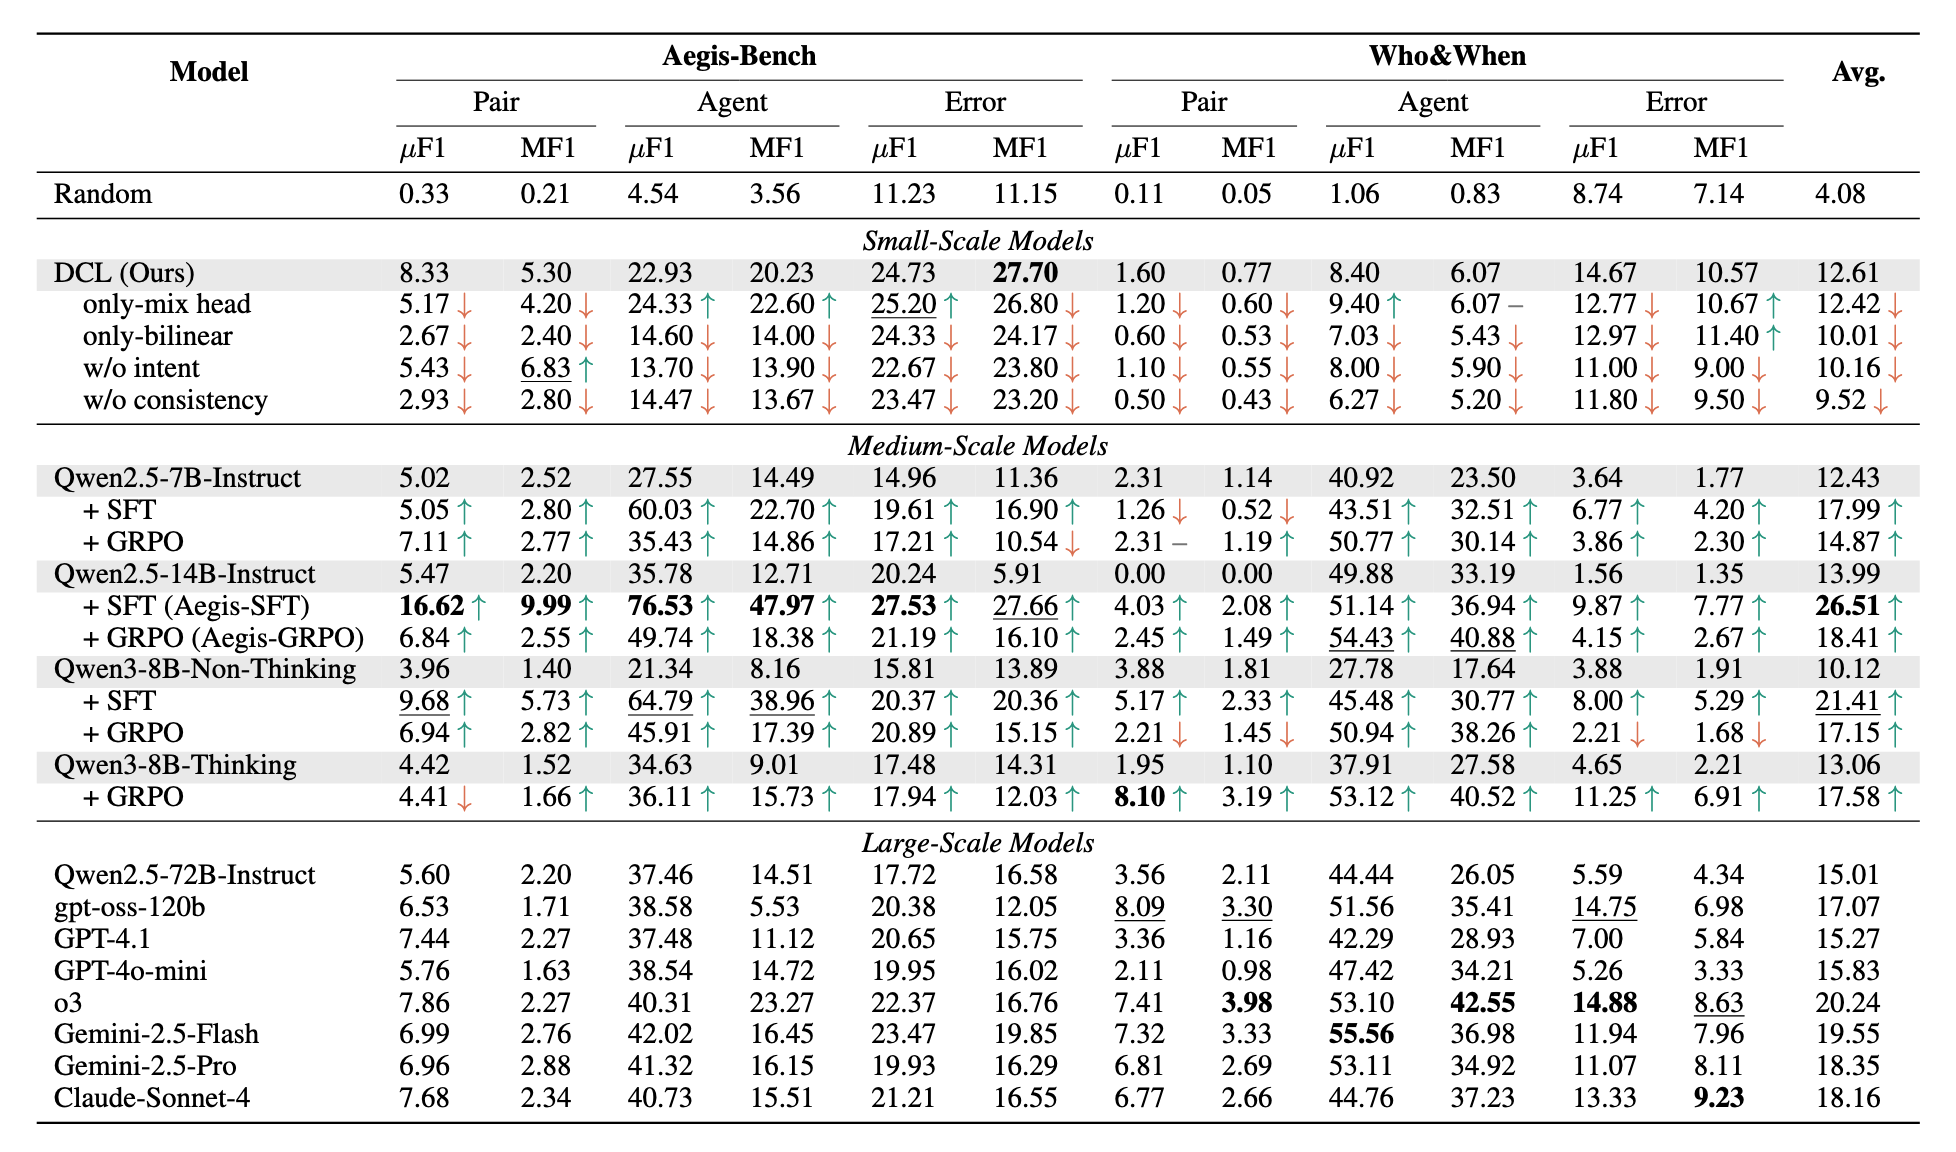 Model Aegis-Bench Who&When Avg.
Pair Agent Error Pair Agent Error
μF1 MF1 μF1 MF1 μF1 MF1 μF1 MF1 μF1 MF1 μF1 MF1
Random 0.33 0.21 4.54 3.56 11.23 11.15 0.11 0.05 1.06 0.83 8.74 7.14 4.08
Small-Scale Models
DCL (Ours) 8.33 5.30 22.93 20.23 24.73 27.70 1.60 0.77 8.40 6.07 14.67 10.57 12.61
only-mix head 5.17 ↓ 4.20 ↓ 24.33 ↑ 22.60 ↑ 25.20 ↑ 26.80 ↓ 1.20 ↓ 0.60 ↓ 9.40 ↑ 6.07 – 12.77 ↓ 10.67 ↑ 12.42 ↓
only-bilinear 2.67 ↓ 2.40 ↓ 14.60 ↓ 14.00 ↓ 24.33 ↓ 24.17 ↓ 0.60 ↓ 0.53 ↓ 7.03 ↓ 5.43 ↓ 12.97 ↓ 11.40 ↑ 10.01 ↓
w/o intent 5.43 ↓ 6.83 ↑ 13.70 ↓ 13.90 ↓ 22.67 ↓ 23.80 ↓ 1.10 ↓ 0.55 ↓ 8.00 ↓ 5.90 ↓ 11.00 ↓ 9.00 ↓ 10.16 ↓
w/o consistency 2.93 ↓ 2.80 ↓ 14.47 ↓ 13.67 ↓ 23.47 ↓ 23.20 ↓ 0.50 ↓ 0.43 ↓ 6.27 ↓ 5.20 ↓ 11.80 ↓ 9.50 ↓ 9.52 ↓
Medium-Scale Models
Qwen2.5-7B-Instruct 5.02 2.52 27.55 14.49 14.96 11.36 2.31 1.14 40.92 23.50 3.64 1.77 12.43
+ SFT 5.05 ↑ 2.80 ↑ 60.03 ↑ 22.70 ↑ 19.61 ↑ 16.90 ↑ 1.26 ↓ 0.52 ↓ 43.51 ↑ 32.51 ↑ 6.77 ↑ 4.20 ↑ 17.99 ↑
+ GRPO 7.11 ↑ 2.77 ↑ 35.43 ↑ 14.86 ↑ 17.21 ↑ 10.54 ↓ 2.31 – 1.19 ↑ 50.77 ↑ 30.14 ↑ 3.86 ↑ 2.30 ↑ 14.87 ↑
Qwen2.5-14B-Instruct 5.47 2.20 35.78 12.71 20.24 5.91 0.00 0.00 49.88 33.19 1.56 1.35 13.99
+ SFT (Aegis-SFT) 16.62 ↑ 9.99 ↑ 76.53 ↑ 47.97 ↑ 27.53 ↑ 27.66 ↑ 4.03 ↑ 2.08 ↑ 51.14 ↑ 36.94 ↑ 9.87 ↑ 7.77 ↑ 26.51 ↑
+ GRPO (Aegis-GRPO) 6.84 ↑ 2.55 ↑ 49.74 ↑ 18.38 ↑ 21.19 ↑ 16.10 ↑ 2.45 ↑ 1.49 ↑ 54.43 ↑ 40.88 ↑ 4.15 ↑ 2.67 ↑ 18.41 ↑
Qwen3-8B-Non-Thinking 3.96 1.40 21.34 8.16 15.81 13.89 3.88 1.81 27.78 17.64 3.88 1.91 10.12
+ SFT 9.68 ↑ 5.73 ↑ 64.79 ↑ 38.96 ↑ 20.37 ↑ 20.36 ↑ 5.17 ↑ 2.33 ↑ 45.48 ↑ 30.77 ↑ 8.00 ↑ 5.29 ↑ 21.41 ↑
+ GRPO 6.94 ↑ 2.82 ↑ 45.91 ↑ 17.39 ↑ 20.89 ↑ 15.15 ↑ 2.21 ↓ 1.45 ↓ 50.94 ↑ 38.26 ↑ 2.21 ↓ 1.68 ↓ 17.15 ↑
Qwen3-8B-Thinking 4.42 1.52 34.63 9.01 17.48 14.31 1.95 1.10 37.91 27.58 4.65 2.21 13.06
+ GRPO 4.41 ↓ 1.66 ↑ 36.11 ↑ 15.73 ↑ 17.94 ↑ 12.03 ↑ 8.10 ↑ 3.19 ↑ 53.12 ↑ 40.52 ↑ 11.25 ↑ 6.91 ↑ 17.58 ↑
Large-Scale Models
Qwen2.5-72B-Instruct 5.60 2.20 37.46 14.51 17.72 16.58 3.56 2.11 44.44 26.05 5.59 4.34 15.01
gpt-oss-120b 6.53 1.71 38.58 5.53 20.38 12.05 8.09 3.30 51.56 35.41 14.75 6.98 17.07
GPT-4.1 7.44 2.27 37.48 11.12 20.65 15.75 3.36 1.16 42.29 28.93 7.00 5.84 15.27
GPT-4o-mini 5.76 1.63 38.54 14.72 19.95 16.02 2.11 0.98 47.42 34.21 5.26 3.33 15.83
o3 7.86 2.27 40.31 23.27 22.37 16.76 7.41 3.98 53.10 42.55 14.88 8.63 20.24
Gemini-2.5-Flash 6.99 2.76 42.02 16.45 23.47 19.85 7.32 3.33 55.56 36.98 11.94 7.96 19.55
Gemini-2.5-Pro 6.96 2.88 41.32 16.15 19.93 16.29 6.81 2.69 53.11 34.92 11.07 8.11 18.35
Claude-Sonnet-4 7.68 2.34 40.73 15.51 21.21 16.55 6.77 2.66 44.76 37.23 13.33 9.23 18.16